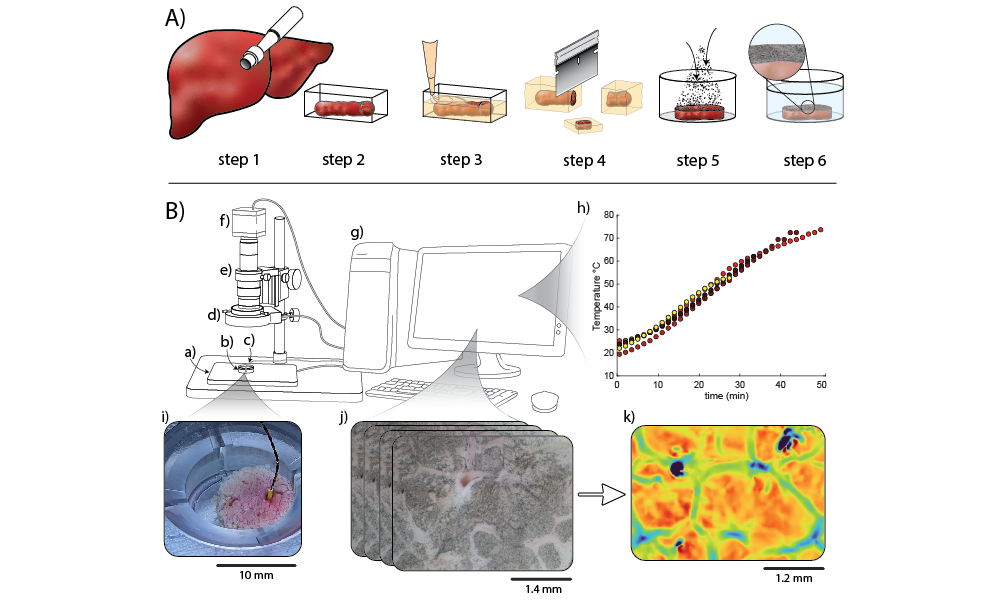 A)
step 1 step 2 step 3 step 4 step 5 step 6
B)
f)
e)
d)
b) c)
a)
g)
h)
80
70
60
50
40
30
20
10
Temperature °C
0 10 20 30 40 50
time (min)
i)
10 mm
j)
1.4 mm
k)
1.2 mm